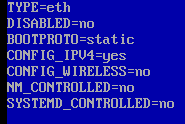 TYPE=eth
DISABLED=no
BOOTPROTO=static
CONFIG_IPV4=yes
CONFIG_WIRELESS=no
NM_CONTROLLED=no
SYSTEMD_CONTROLLED=no